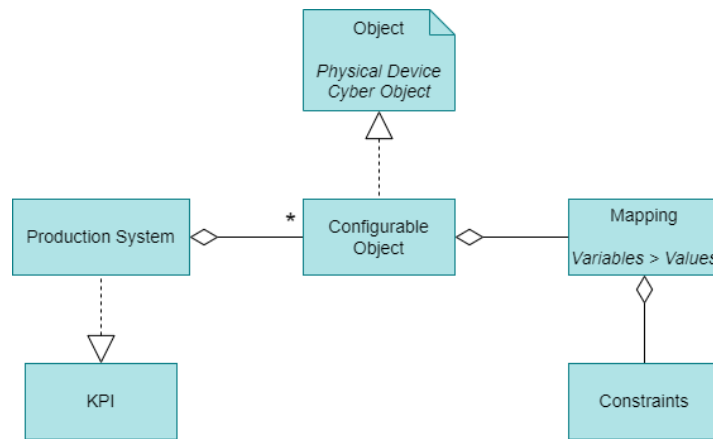 Object
Physical Device
Cyber Object
Production System
*
Configurable
Object
Mapping
Variables > Values
KPI
Constraints